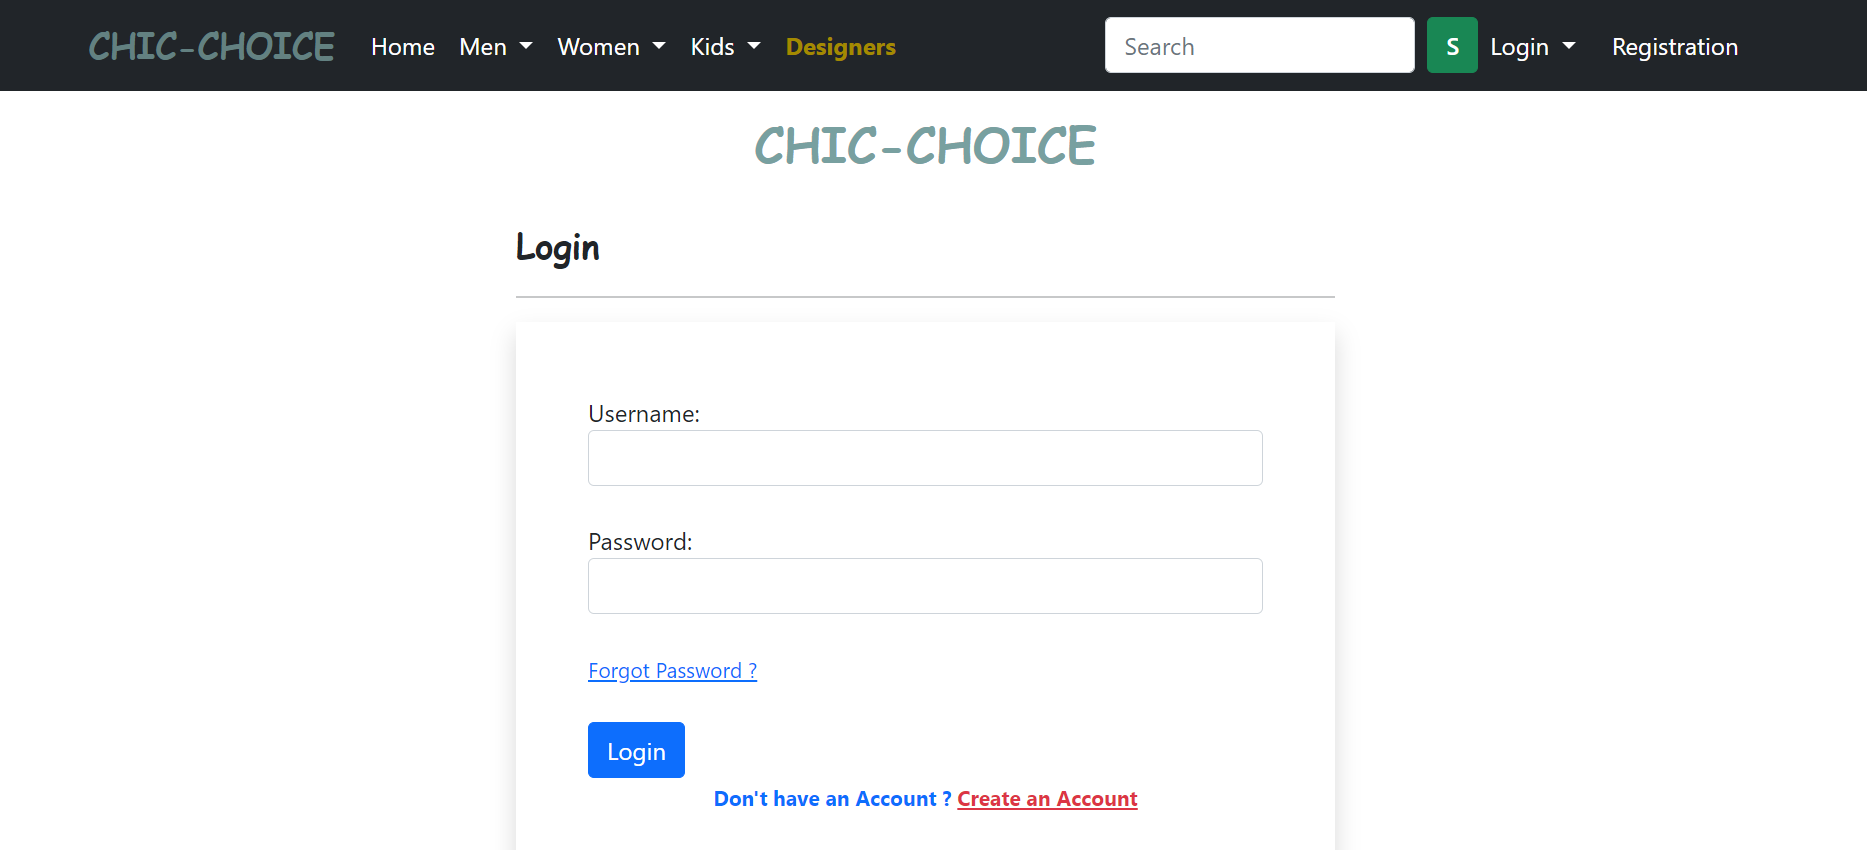 CHIC-CHOICE Home Men Women Kids Designers Search S Login Registration
CHIC-CHOICE
Login
Username:
Password:
Forgot Password ?
Login
Don't have an Account ? Create an Account